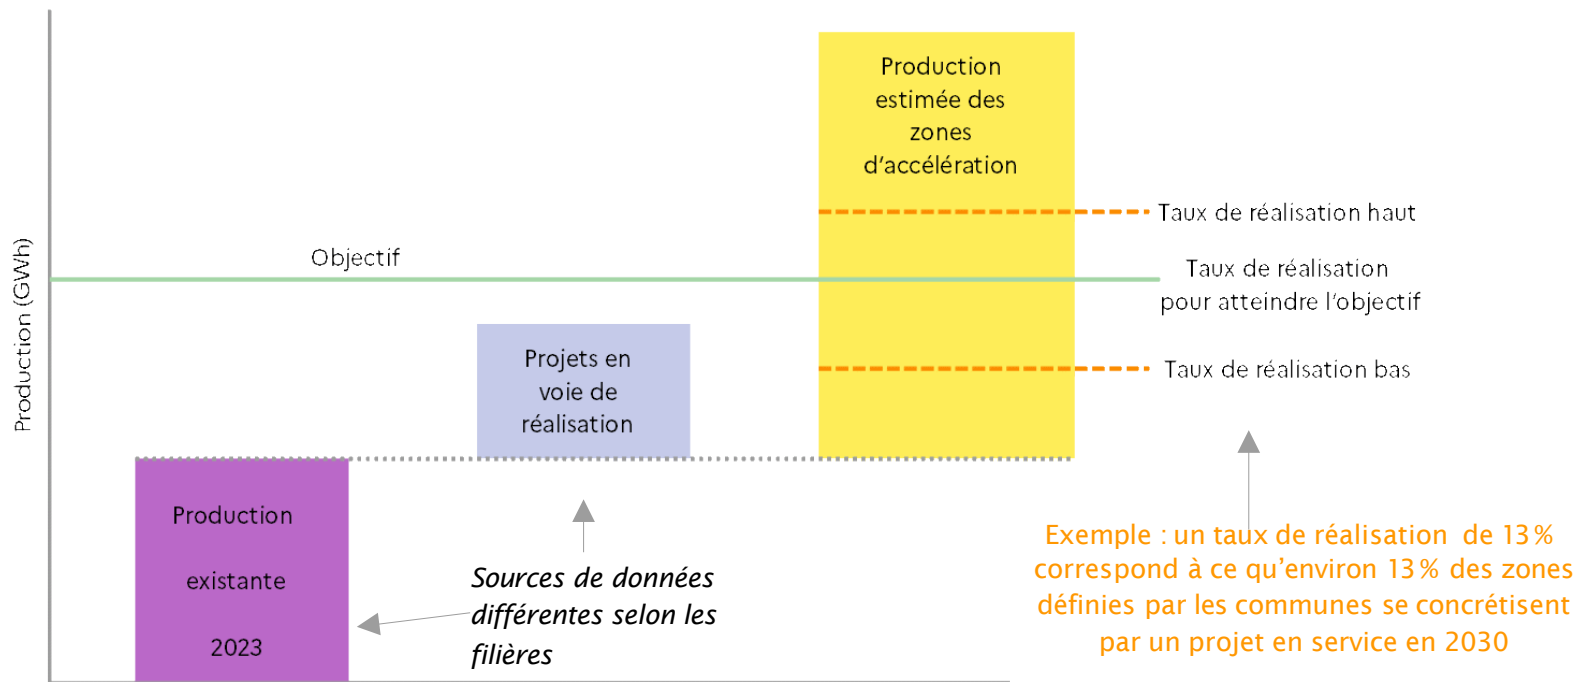 Production (GWh)
Objectif
Production
estimée des
zones
d’accélération
Taux de réalisation haut
Taux de réalisation
pour atteindre l’objectif
Taux de réalisation bas
Projets en
voie de
réalisation
Production
existante
2023
Sources de données
différentes selon les
filières
Exemple : un taux de réalisation de 13%
correspond à ce qu’environ 13% des zones
définies par les communes se concrétisent
par un projet en service en 2030